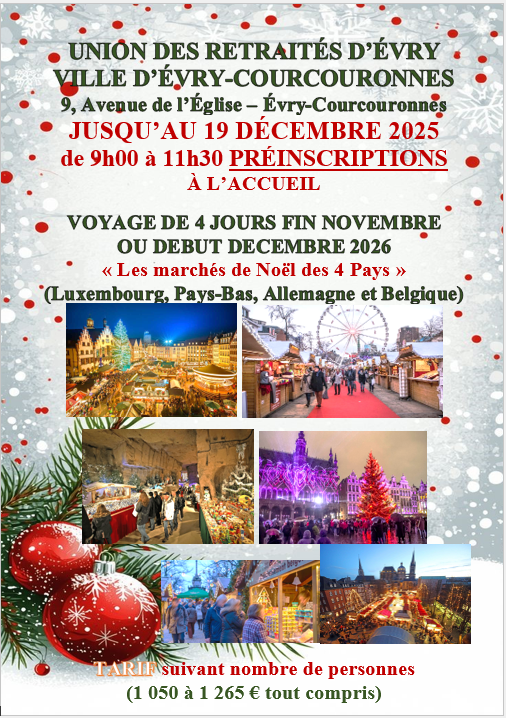 UNION DES RETRAITÉS D’ÉVRY
VILLE D’ÉVRY-COURCOURONNES
9, Avenue de l’Église – Évry-Courcouronnes
JUSQU’AU 19 DÉCEMBRE 2025
de 9h00 à 11h30 PRÉINSCRIPTIONS
À L’ACCUEIL
VOYAGE DE 4 JOURS FIN NOVEMBRE
OU DEBUT DECEMBRE 2026
« Les marchés de Noël des 4 Pays »
(Luxembourg, Pays-Bas, Allemagne et Belgique)
TARIF suivant nombre de personnes
(1 050 à 1 265 € tout compris)